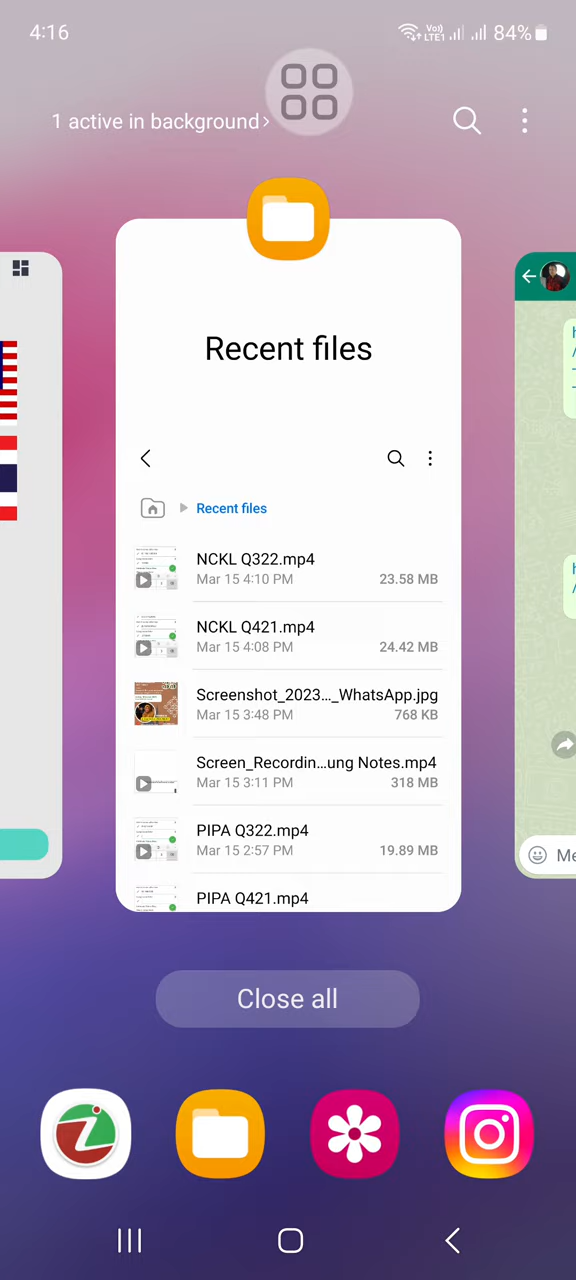 4:16
Vo)) LTE1 84%
1 active in background >
Recent files
Recent files
NCKL Q322.mp4
Mar 15 4:10 PM 23.58 MB
NCKL Q421.mp4
Mar 15 4:08 PM 24.42 MB
Screenshot_2023..._WhatsApp.jpg
Mar 15 3:48 PM 768 KB
Screen_Recordin...ung Notes.mp4
Mar 15 3:11 PM 318 MB
PIPA Q322.mp4
Mar 15 2:57 PM 19.89 MB
PIPA Q421.mp4
Me
Close all